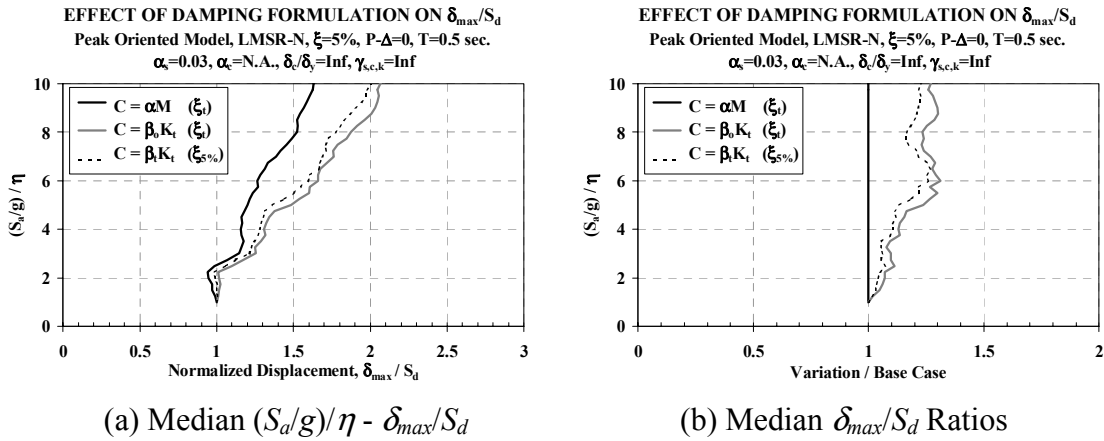 EFFECT OF DAMPING FORMULATION ON δmax/Sd
Peak Oriented Model, LMSR-N, ξ=5%, P-Δ=0, T=0.5 sec.
αs=0.03, αc=N.A., δc/δy=Inf, γs,c,k=Inf
(Sa/g) / η
10
8
6
4
2
0
C = αM (ξt)
C = βoKt (ξt)
C = βtKt (ξ5%)
0 0.5 1 1.5 2 2.5 3
Normalized Displacement, δmax / Sd
(a) Median (Sa/g)/η - δmax/Sd
EFFECT OF DAMPING FORMULATION ON δmax/Sd
Peak Oriented Model, LMSR-N, ξ=5%, P-Δ=0, T=0.5 sec.
αs=0.03, αc=N.A., δc/δy=Inf, γs,c,k=Inf
(Sa/g) / η
10
8
6
4
2
0
C = αM (ξt)
C = βoKt (ξt)
C = βtKt (ξ5%)
0 0.5 1 1.5 2
Variation / Base Case
(b) Median δmax/Sd Ratios